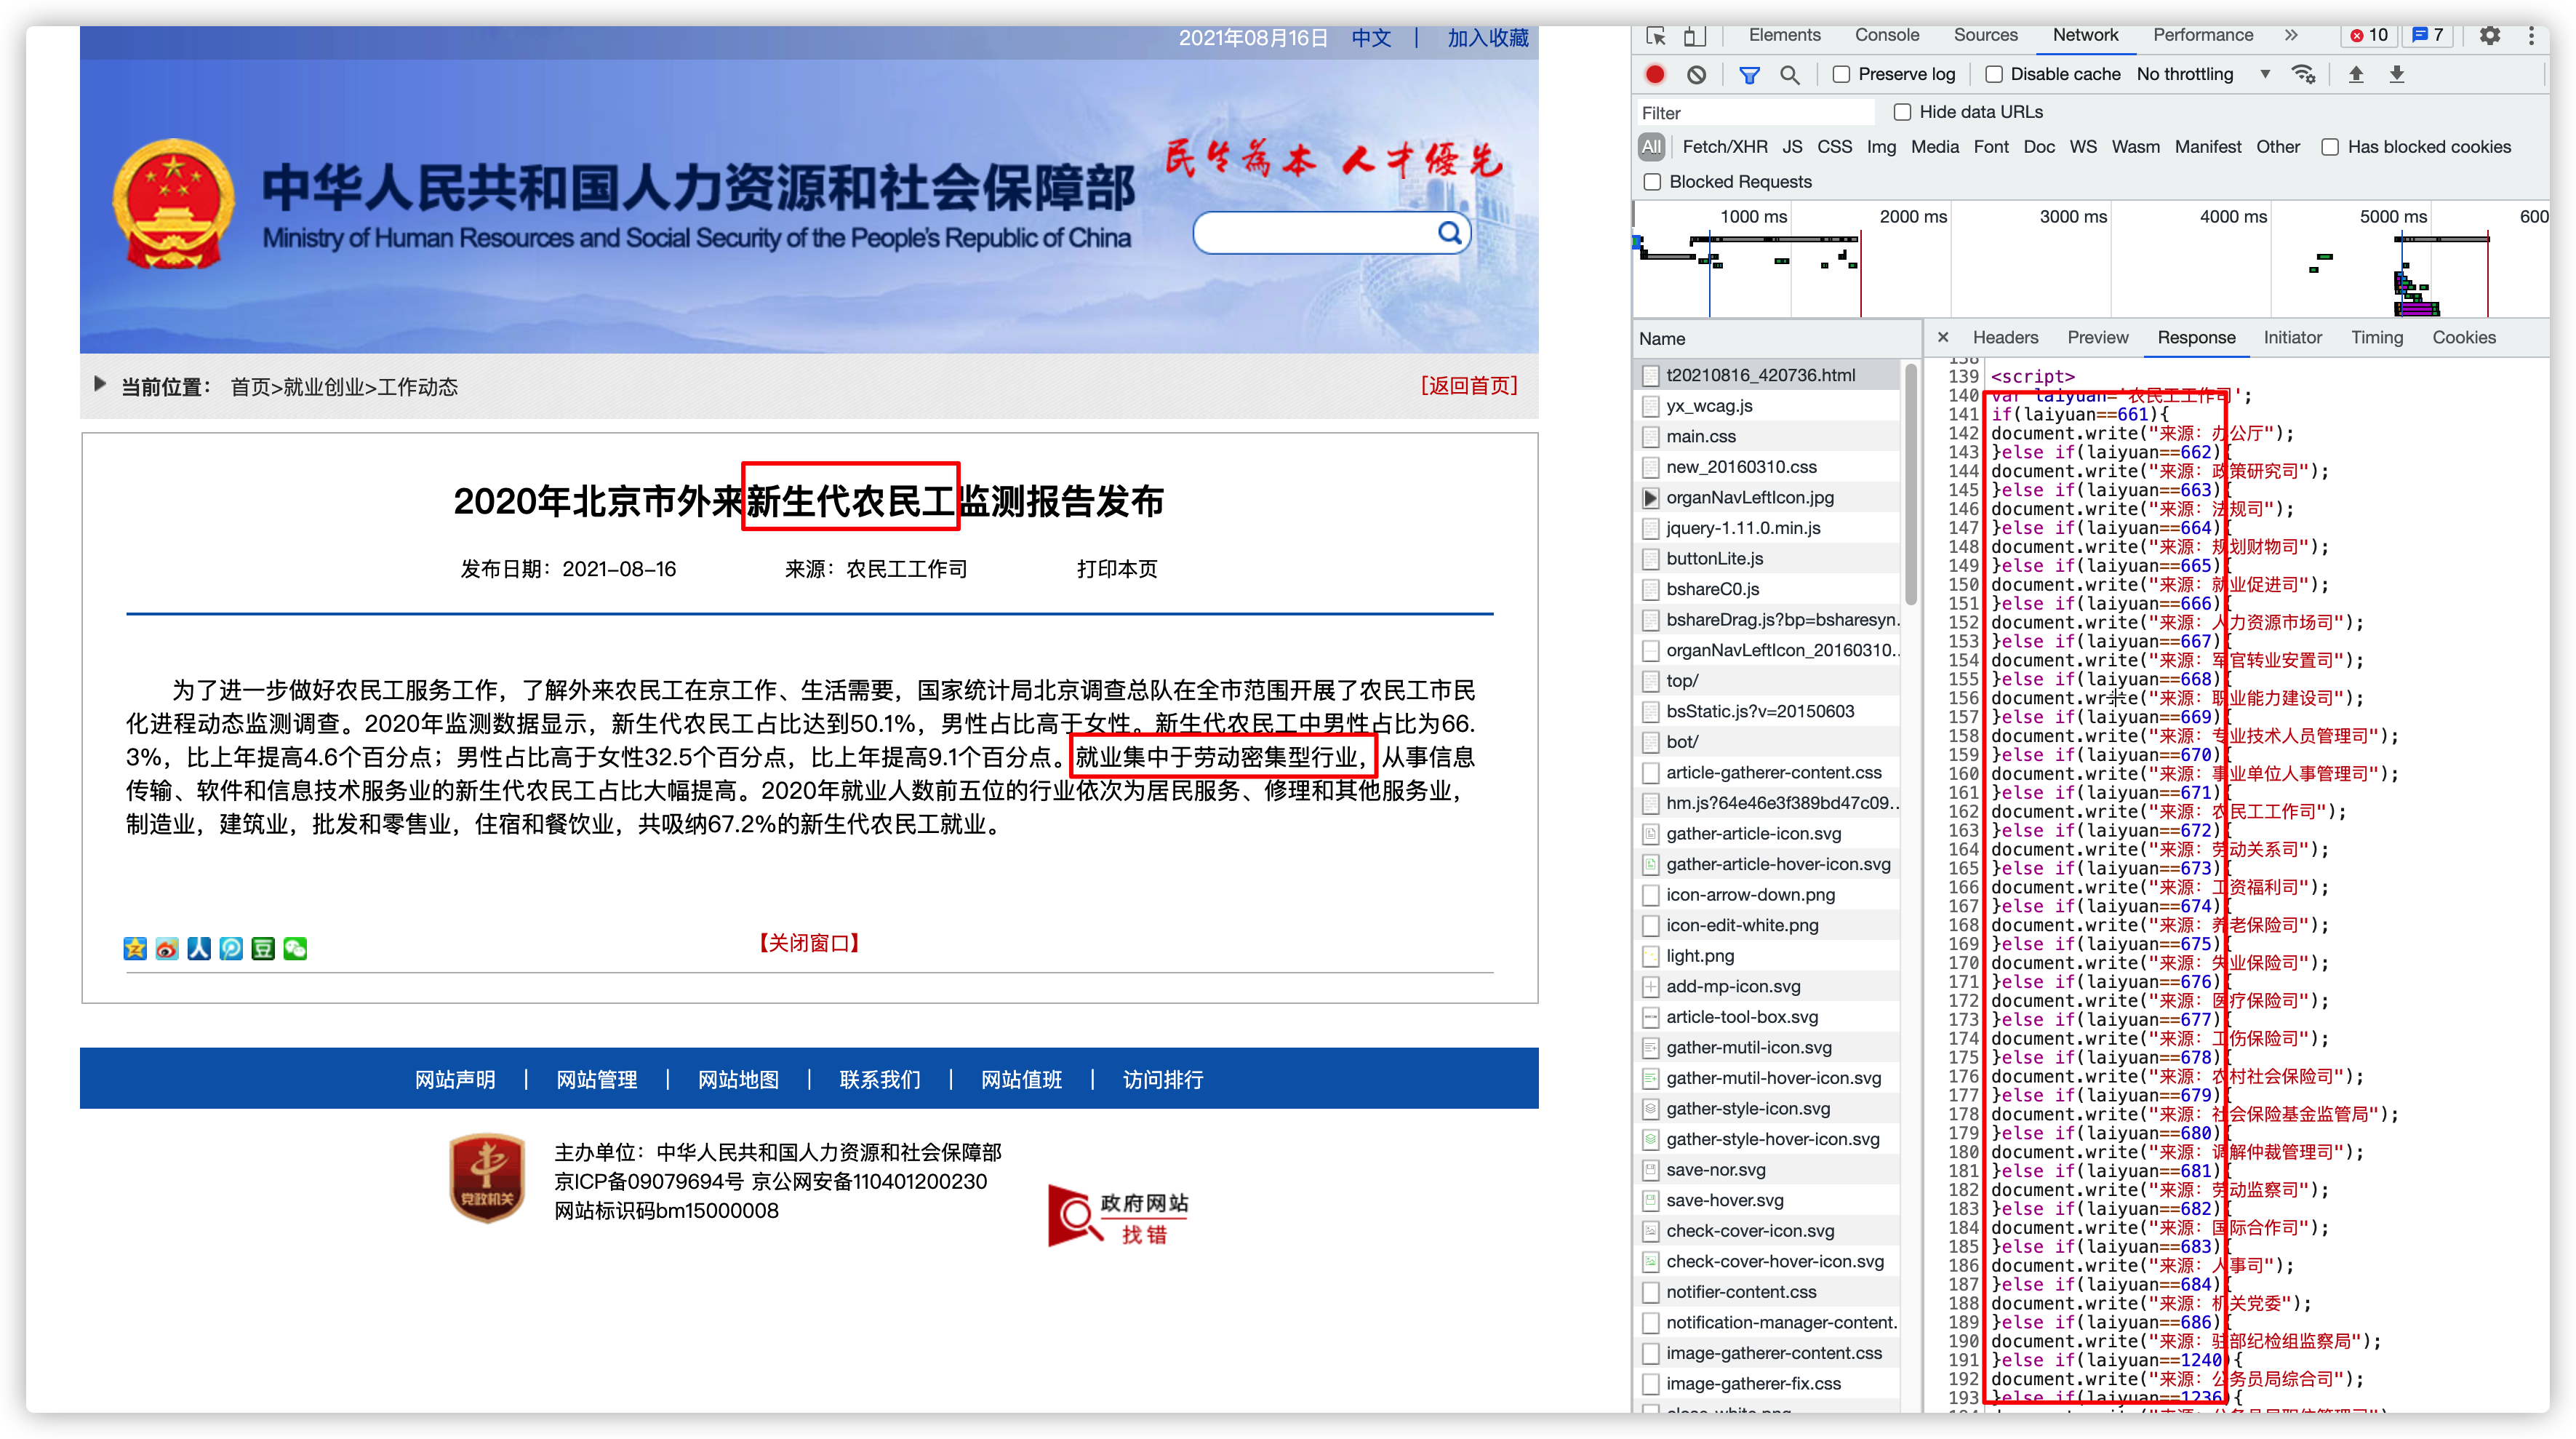 2021年08月16日 中文 | 加入收藏
民生為本 人才優先
中华人民共和国人力资源和社会保障部
Ministry of Human Resources and Social Security of the People's Republic of China
当前位置： 首页>就业创业>工作动态
[返回首页]
2020年北京市外来新生代农民工监测报告发布
发布日期：2021-08-16 来源：农民工工作司 打印本页
为了进一步做好农民工服务工作，了解外来农民工在京工作、生活需要，国家统计局北京调查总队在全市范围开展了农民工市民
化进程动态监测调查。2020年监测数据显示，新生代农民工占比达到50.1%，男性占比高于女性。新生代农民工中男性占比为66.
3%，比上年提高4.6个百分点；男性占比高于女性32.5个百分点，比上年提高9.1个百分点。就业集中于劳动密集型行业，从事信息
传输、软件和信息技术服务业的新生代农民工占比大幅提高。2020年就业人数前五位的行业依次为居民服务、修理和其他服务业，
制造业，建筑业，批发和零售业，住宿和餐饮业，共吸纳67.2%的新生代农民工就业。
【关闭窗口】
网站声明 | 网站管理 | 网站地图 | 联系我们 | 网站值班 | 访问排行
党政机关
主办单位：中华人民共和国人力资源和社会保障部
京ICP备09079694号 京公网安备110401200230
网站标识码bm15000008
政府网站
找错
Elements Console Sources Network Performance » 10 7
Preserve log Disable cache No throttling
Filter Hide data URLs
All Fetch/XHR JS CSS Img Media Font Doc WS Wasm Manifest Other Has blocked cookies
Blocked Requests
1000 ms 2000 ms 3000 ms 4000 ms 5000 ms 600
Name
t20210816_420736.html
yx_wcag.js
main.css
new_20160310.css
organNavLeftIcon.jpg
jquery-1.11.0.min.js
buttonLite.js
bshareC0.js
bshareDrag.js?bp=bsharesyn.
organNavLeftIcon_20160310..
top/
bsStatic.js?v=20150603
bot/
article-gatherer-content.css
hm.js?64e46e3f389bd47c09..
gather-article-icon.svg
gather-article-hover-icon.svg
icon-arrow-down.png
icon-edit-white.png
light.png
add-mp-icon.svg
article-tool-box.svg
gather-mutil-icon.svg
gather-mutil-hover-icon.svg
gather-style-icon.svg
gather-style-hover-icon.svg
save-nor.svg
save-hover.svg
check-cover-icon.svg
check-cover-hover-icon.svg
notifier-content.css
notification-manager-content.
image-gatherer-content.css
image-gatherer-fix.css
close-white.png
× Headers Preview Response Initiator Timing Cookies
138
139 <script>
140 var laiyuan='农民工工作司';
141 if(laiyuan==661){
142 document.write("来源：办公厅");
143 }else if(laiyuan==662){
144 document.write("来源：政策研究司");
145 }else if(laiyuan==663){
146 document.write("来源：法规司");
147 }else if(laiyuan==664){
148 document.write("来源：规划财物司");
149 }else if(laiyuan==665){
150 document.write("来源：就业促进司");
151 }else if(laiyuan==666){
152 document.write("来源：人力资源市场司");
153 }else if(laiyuan==667){
154 document.write("来源：军官转业安置司");
155 }else if(laiyuan==668){
156 document.write("来源：职业能力建设司");
157 }else if(laiyuan==669){
158 document.write("来源：专业技术人员管理司");
159 }else if(laiyuan==670){
160 document.write("来源：事业单位人事管理司");
161 }else if(laiyuan==671){
162 document.write("来源：农民工工作司");
163 }else if(laiyuan==672){
164 document.write("来源：劳动关系司");
165 }else if(laiyuan==673){
166 document.write("来源：工资福利司");
167 }else if(laiyuan==674){
168 document.write("来源：养老保险司");
169 }else if(laiyuan==675){
170 document.write("来源：失业保险司");
171 }else if(laiyuan==676){
172 document.write("来源：医疗保险司");
173 }else if(laiyuan==677){
174 document.write("来源：工伤保险司");
175 }else if(laiyuan==678){
176 document.write("来源：农村社会保险司");
177 }else if(laiyuan==679){
178 document.write("来源：社会保险基金监管局");
179 }else if(laiyuan==680){
180 document.write("来源：调解仲裁管理司");
181 }else if(laiyuan==681){
182 document.write("来源：劳动监察司");
183 }else if(laiyuan==682){
184 document.write("来源：国际合作司");
185 }else if(laiyuan==683){
186 document.write("来源：人事司");
187 }else if(laiyuan==684){
188 document.write("来源：机关党委");
189 }else if(laiyuan==686){
190 document.write("来源：驻部纪检组监察局");
191 }else if(laiyuan==1240){
192 document.write("来源：公务员局综合司");
193 }else if(laiyuan==1236){